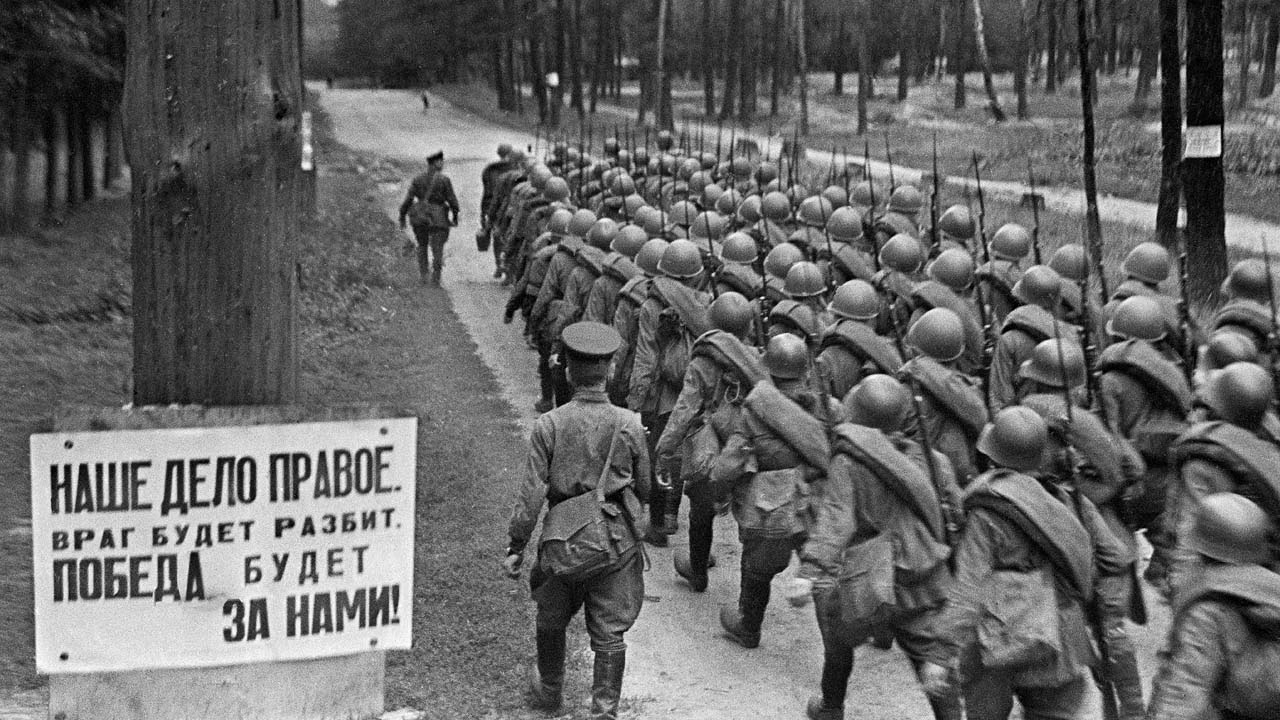 НАШЕ ДЕЛО ПРАВОЕ.
ВРАГ БУДЕТ РАЗБИТ.
ПОБЕДА БУДЕТ
ЗА НАМИ!